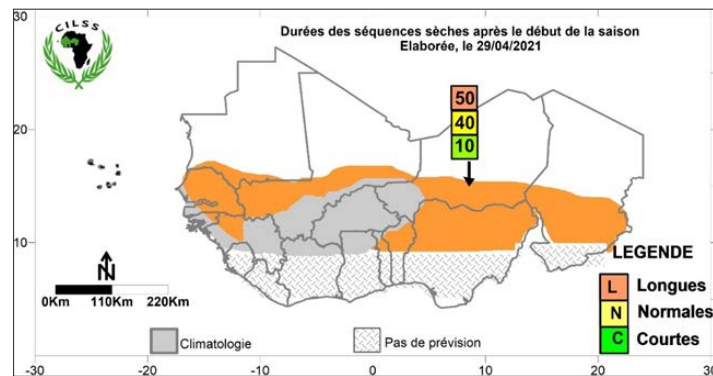 CILSS
Durées des séquences sèches après le début de la saison
Elaborée, le 29/04/2021
50
40
10
30
20
10
N
0Km 110Km 220Km
LEGENDE
L Longues
N Normales
C Courtes
Climatologie
Pas de prévision
-30 -20 -10 0 10 20 30